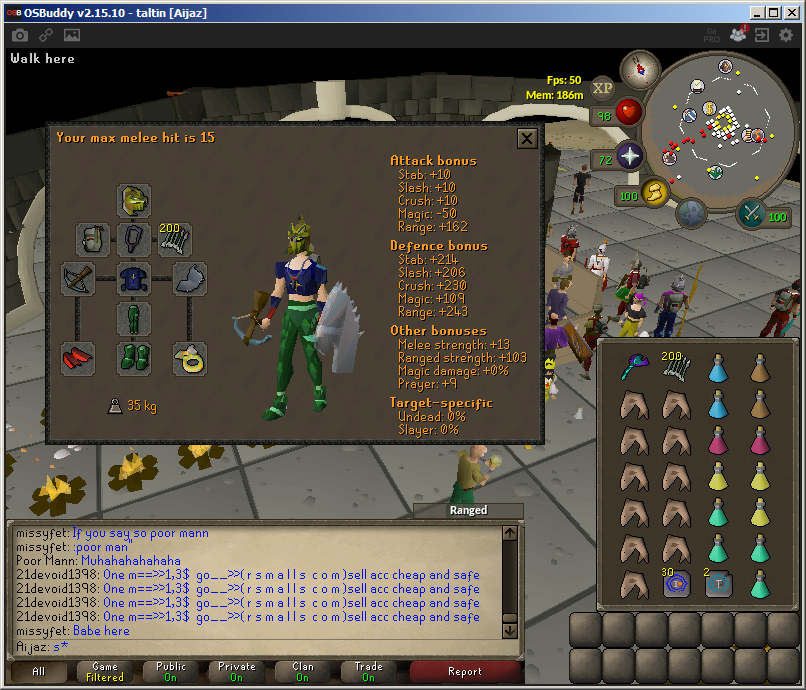 OSBuddy v2.15.10 - taltin [Aijaz]
Go
PRO
Walk here
Fps: 50
Mem: 186m
XP
98
72
100
100
Your max melee hit is 15
Attack bonus
Stab: +10
Slash: +10
Crush: +10
Magic: -50
Range: +162
Defence bonus
Stab: +214
Slash: +206
Crush: +230
Magic: +109
Range: +243
Other bonuses
Melee strength: +13
Ranged strength: +103
Magic damage: +0%
Prayer: +9
Target-specific
Undead: 0%
Slayer: 0%
200
35 kg
200
30
2
Ranged
missyfet: If you say so poor mann
missyfet: :poor man"
Poor Mann: Muhahahahahaha
21devoid1398: One m==>>1,3$ go__>>( r s m a l l s c o m )sell acc cheap and safe
21devoid1398: One m==>>1,3$ go__>>( r s m a l l s c o m )sell acc cheap and safe
21devoid1398: One m==>>1,3$ go__>>( r s m a l l s c o m )sell acc cheap and safe
21devoid1398: One m==>>1,3$ go__>>( r s m a l l s c o m )sell acc cheap and safe
missyfet: Babe here
Aijaz: s*
All
Game
Filtered
Public
On
Private
On
Clan
On
Trade
On
Report